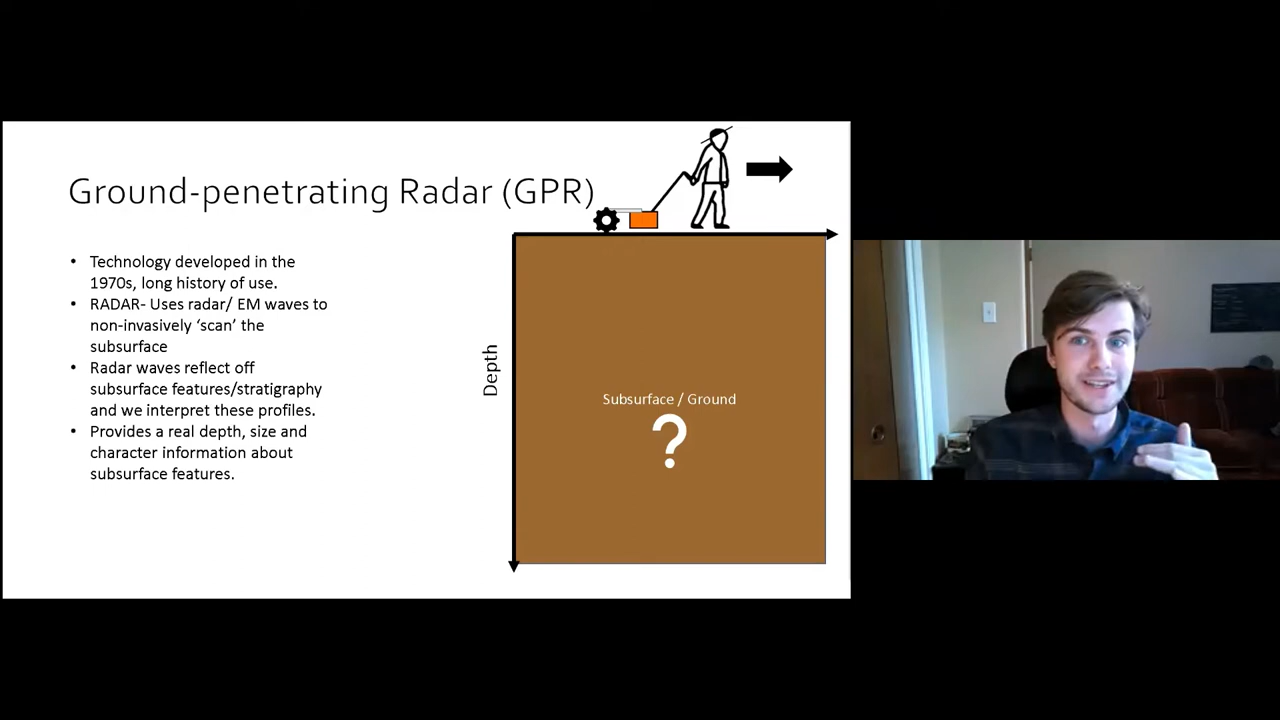 Ground-penetrating Radar (GPR)
• Technology developed in the
1970s, long history of use.
• RADAR- Uses radar/ EM waves to
non-invasively ‘scan’ the
subsurface
• Radar waves reflect off
subsurface features/stratigraphy
and we interpret these profiles.
• Provides a real depth, size and
character information about
subsurface features.
Depth
Subsurface / Ground
?